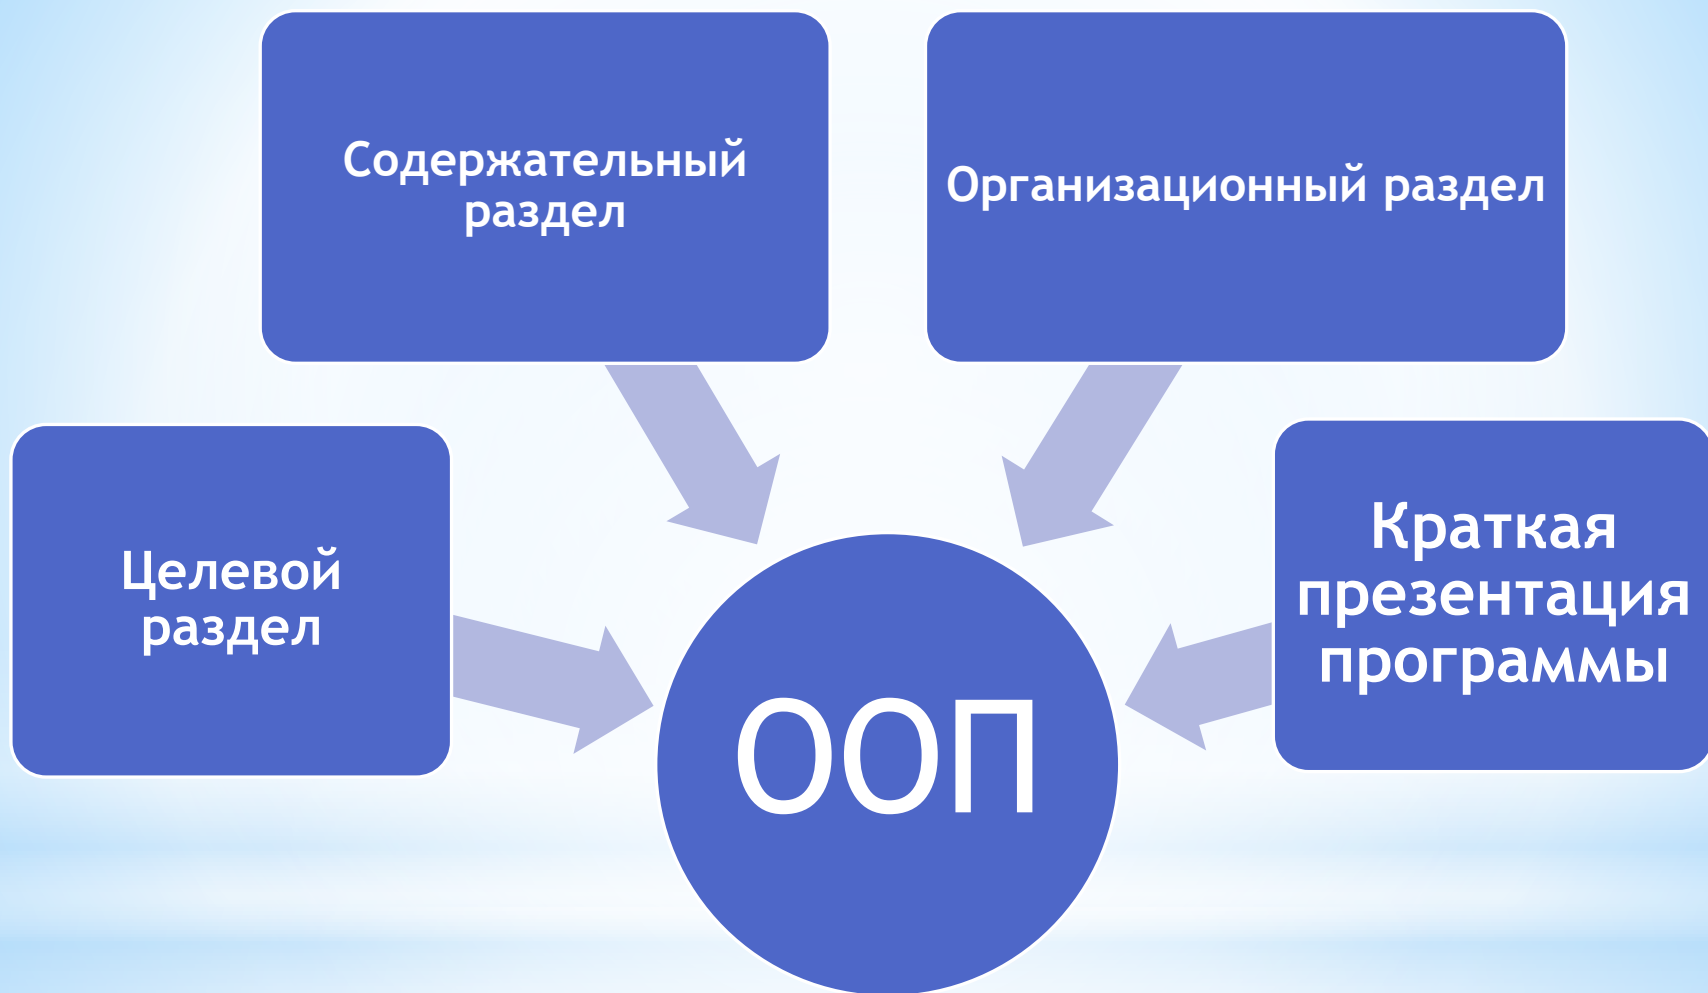 Содержательный
раздел
Организационный раздел
Целевой
раздел
Краткая
презентация
программы
ООП